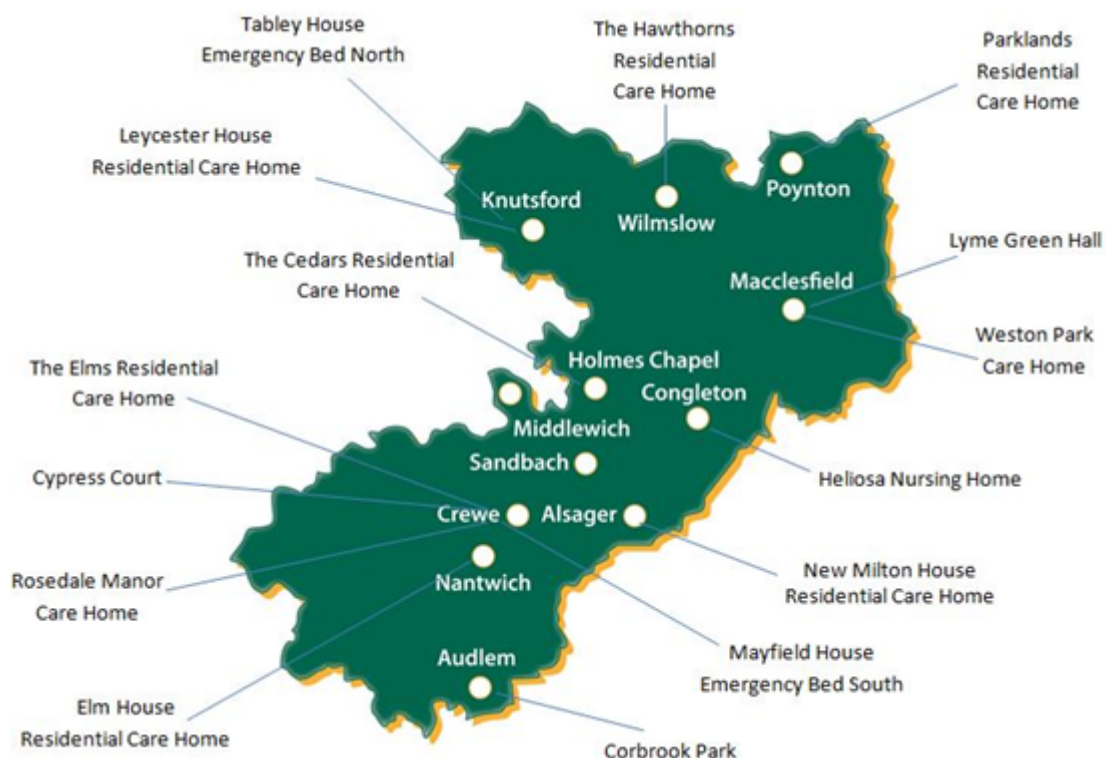 Tabley House
Emergency Bed North
The Hawthorns
Residential
Care Home
Parklands
Residential
Care Home
Leycester House
Residential Care Home
Knutsford
Wilmslow
Poynton
The Cedars Residential
Care Home
Lyme Green Hall
Macclesfield
Weston Park
Care Home
The Elms Residential
Care Home
Holmes Chapel
Congleton
Middlewich
Sandbach
Cypress Court
Heliosa Nursing Home
Crewe
Alsager
Rosedale Manor
Care Home
Nantwich
New Milton House
Residential Care Home
Audlem
Mayfield House
Emergency Bed South
Elm House
Residential Care Home
Corbrook Park